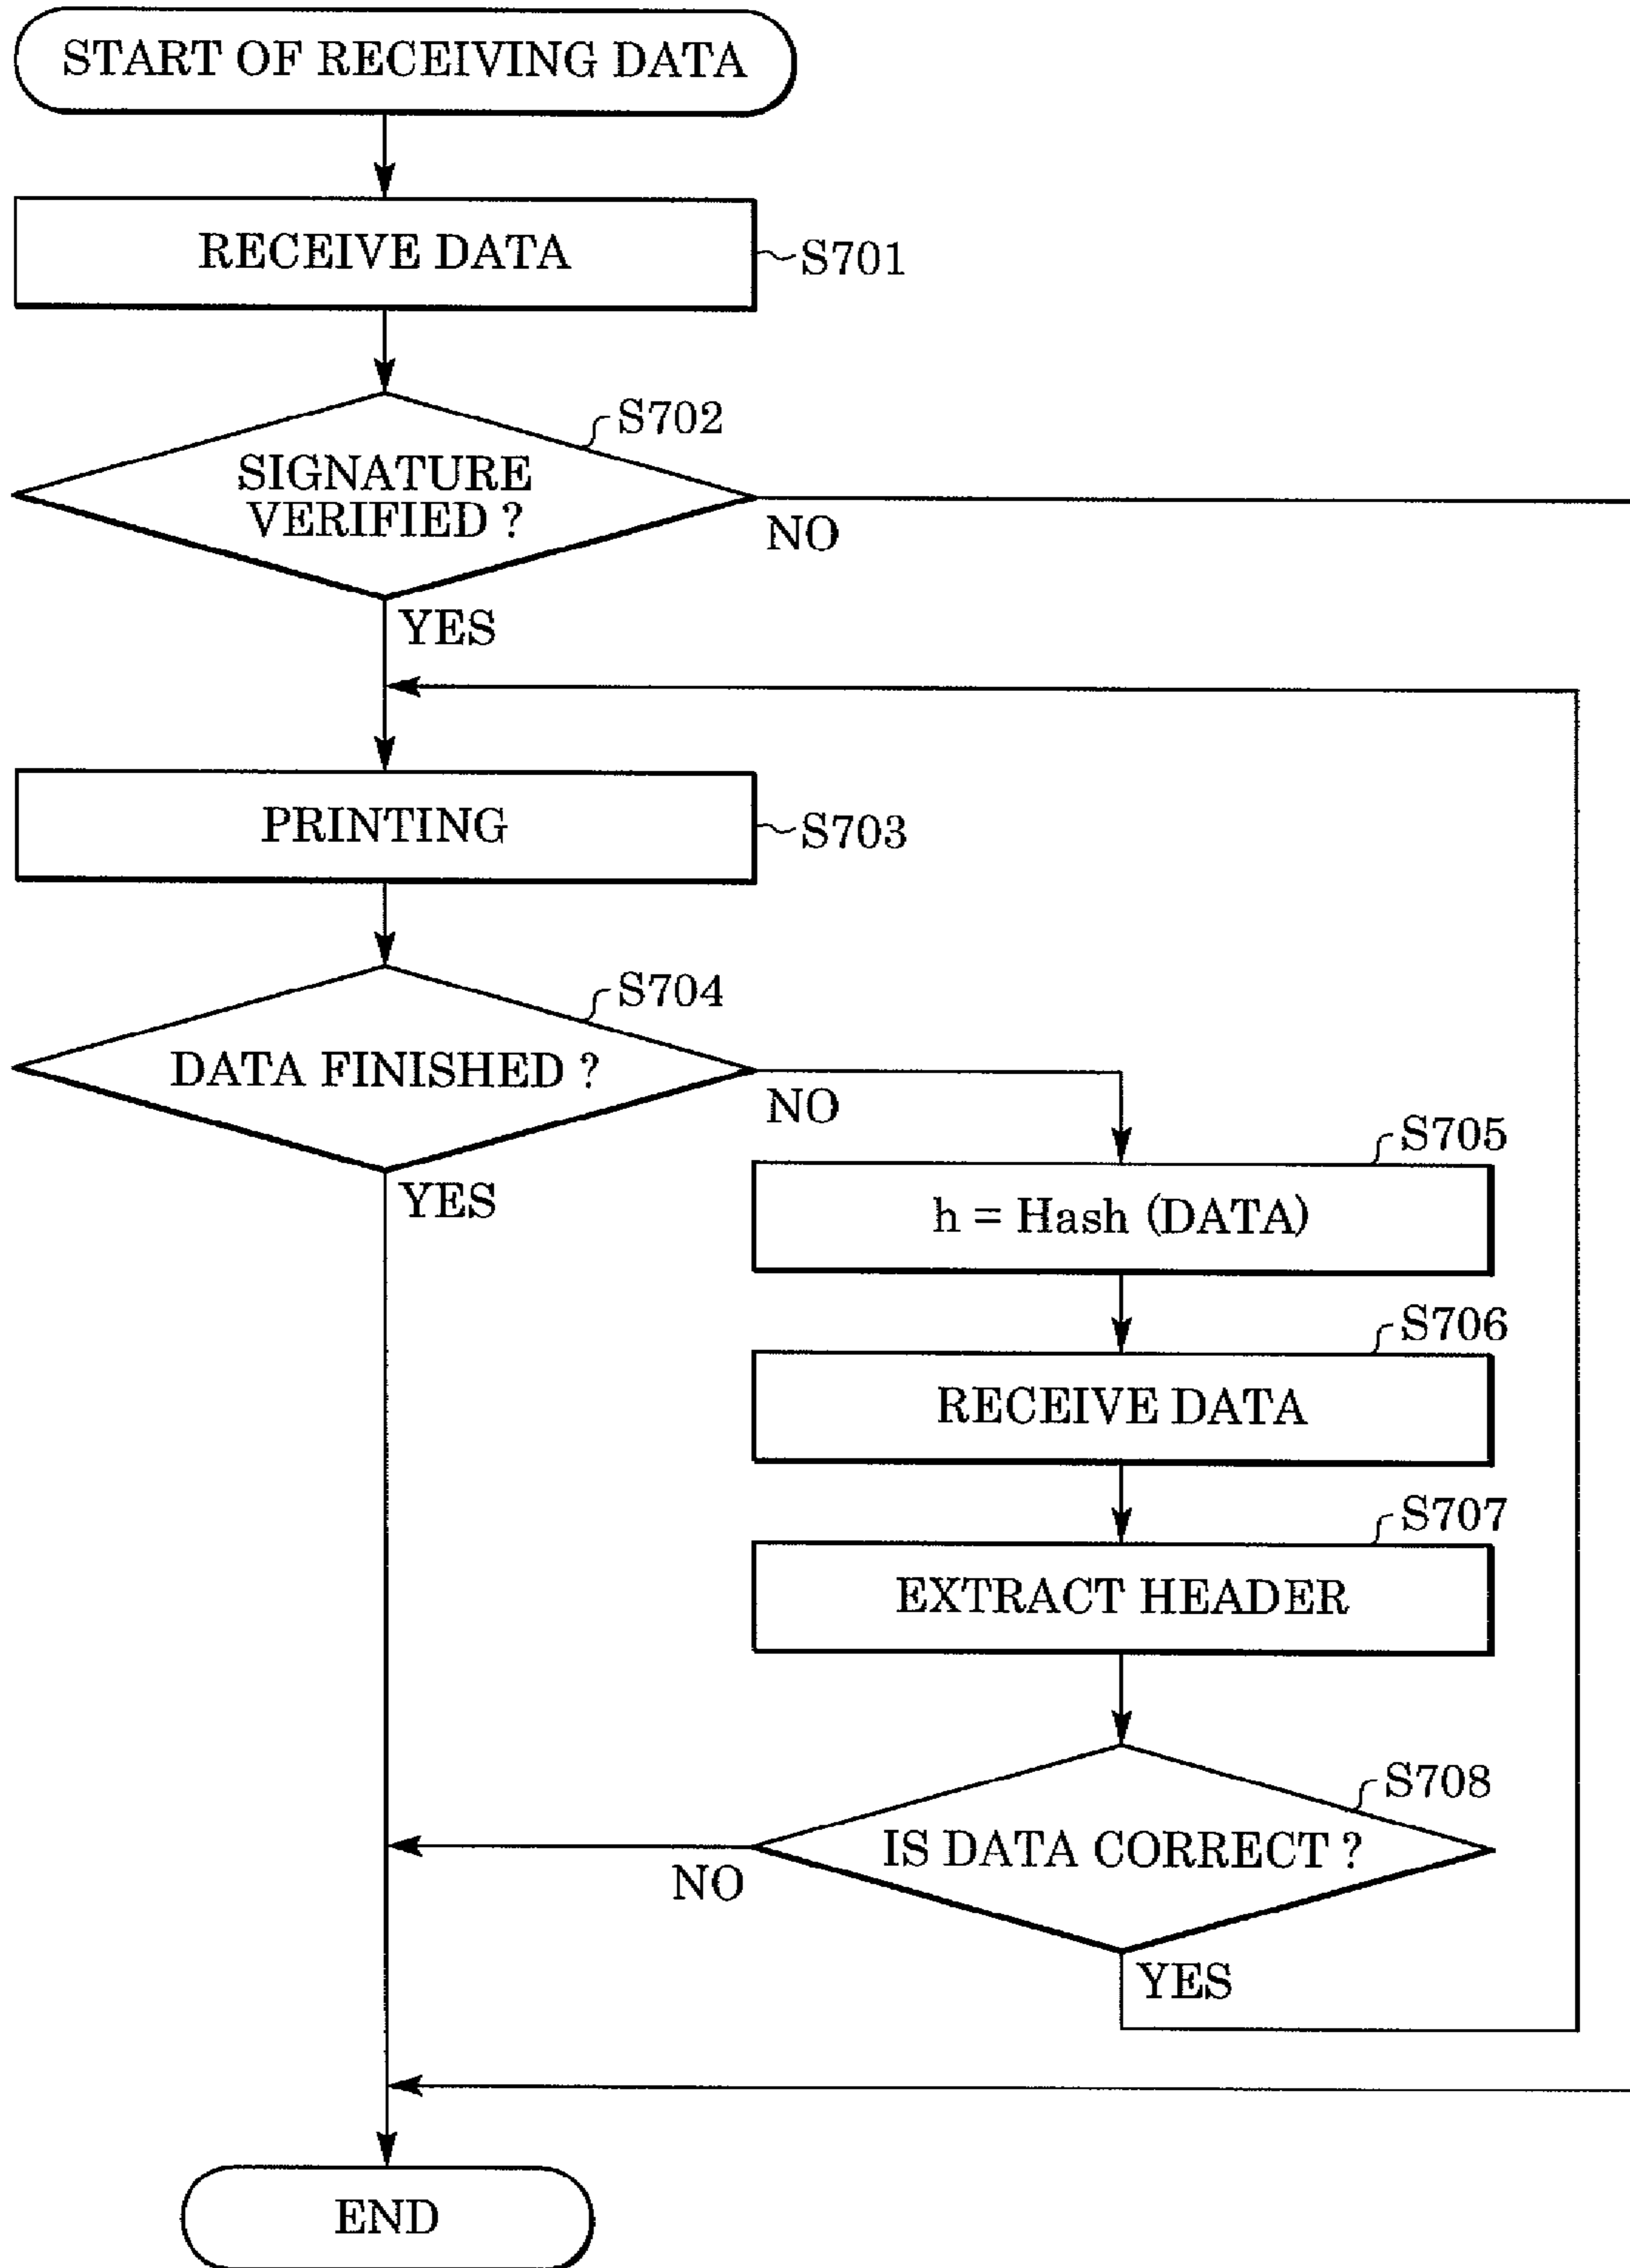 START OF RECEIVING DATA
RECEIVE DATA
S701
S702
SIGNATURE
VERIFIED ?
NO
YES
PRINTING
S703
S704
DATA FINISHED ?
NO
YES
S705
h = Hash (DATA)
S706
RECEIVE DATA
S707
EXTRACT HEADER
S708
IS DATA CORRECT ?
NO
YES
END